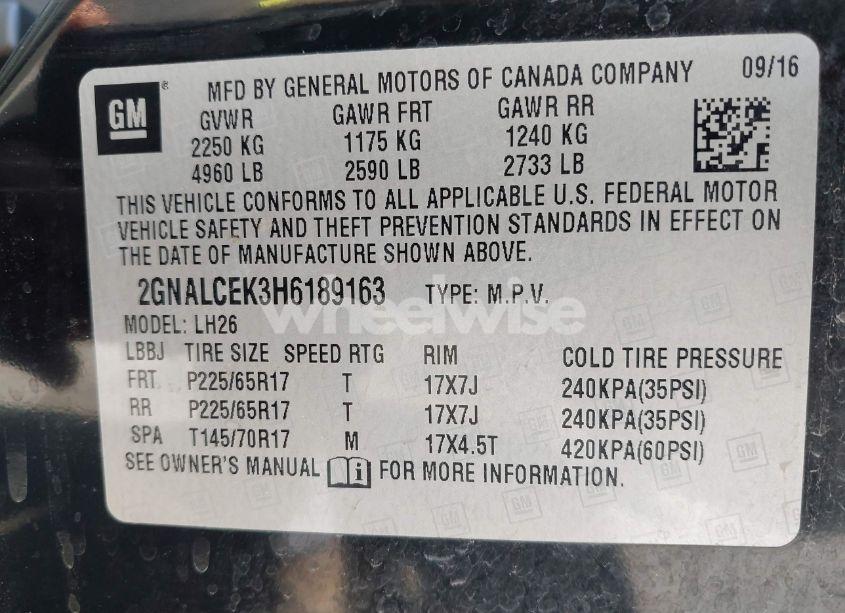 GM ® MFD BY GENERAL MOTORS OF CANADA COMPANY 09/16
GVWR GAWR FRT GAWR RR
2250 KG 1175 KG 1240 KG
4960 LB 2590 LB 2733 LB
THIS VEHICLE CONFORMS TO ALL APPLICABLE U.S. FEDERAL MOTOR
VEHICLE SAFETY AND THEFT PREVENTION STANDARDS IN EFFECT ON
THE DATE OF MANUFACTURE SHOWN ABOVE.
2GNALCEK3H6189163 TYPE: M.P.V.
wheelwise
MODEL: LH26
LBBJ TIRE SIZE SPEED RTG RIM COLD TIRE PRESSURE
FRT P225/65R17 T 17X7J 240KPA(35PSI)
RR P225/65R17 T 17X7J 240KPA(35PSI)
SPA T145/70R17 M 17X4.5T 420KPA(60PSI)
SEE OWNER'S MANUAL i FOR MORE INFORMATION.